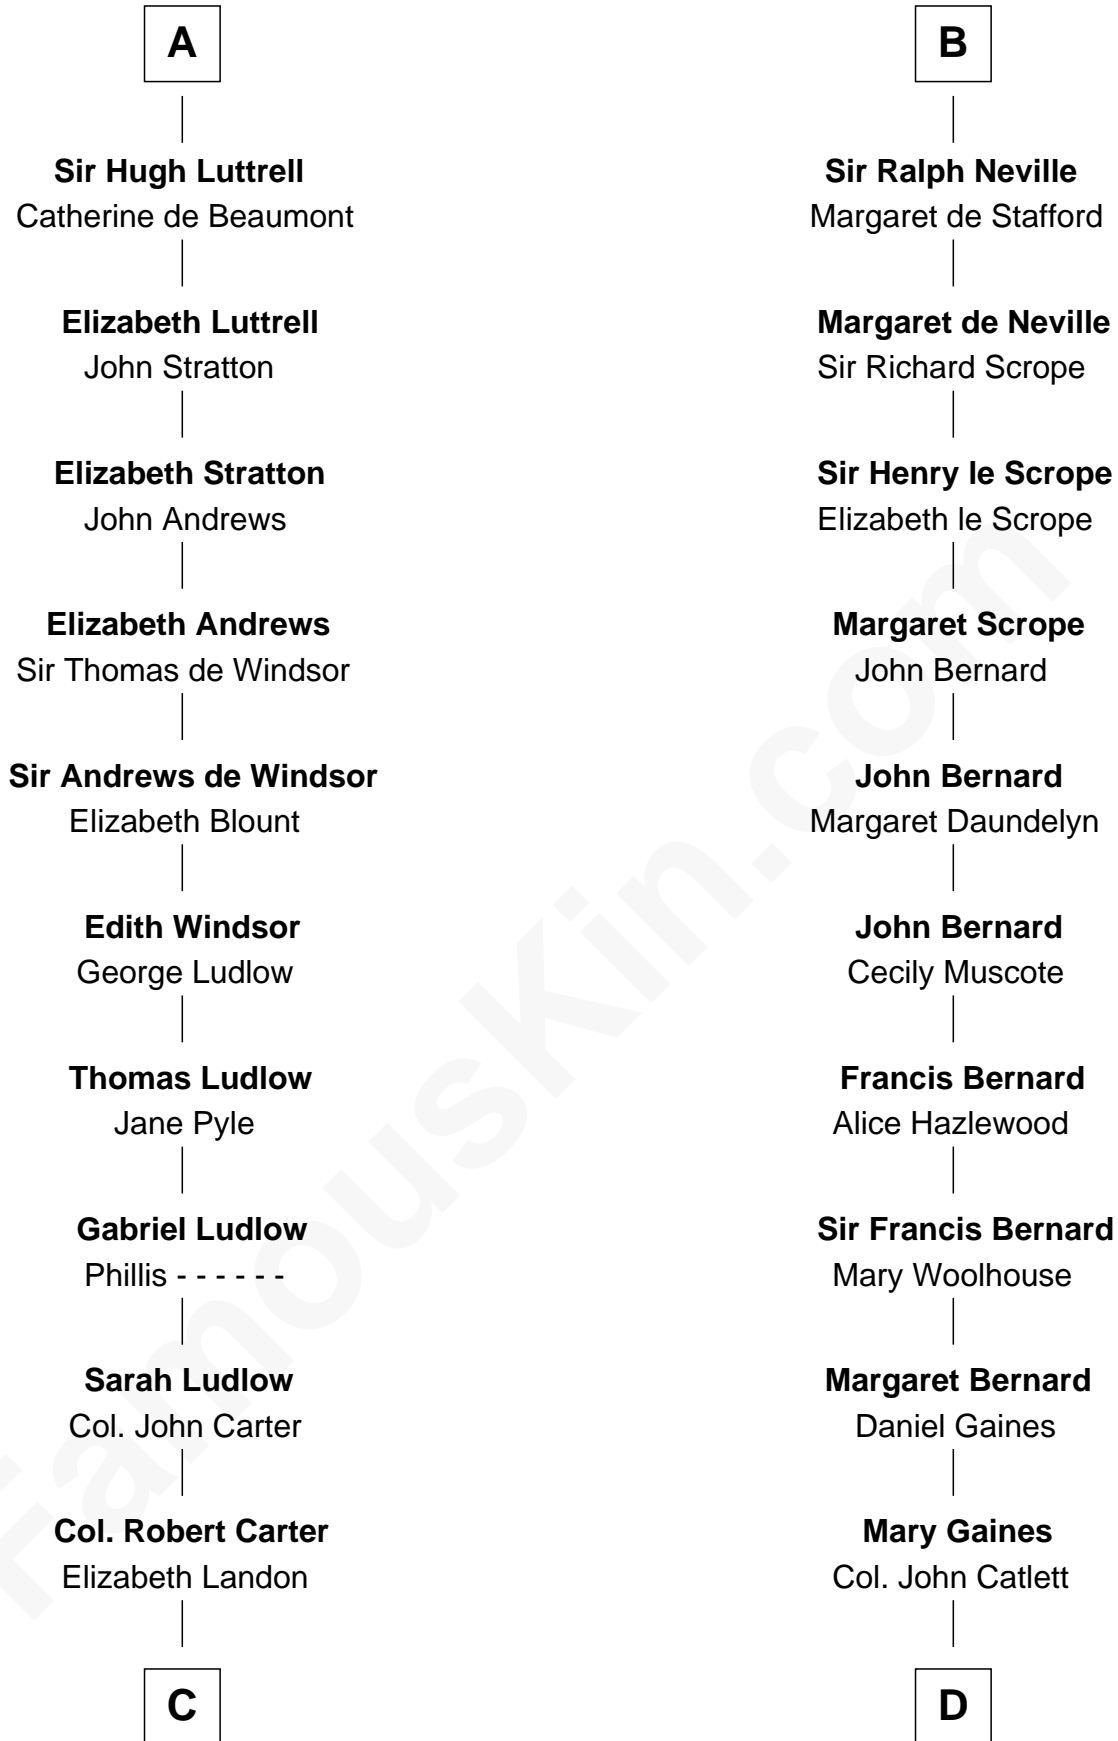 A
Sir Hugh Luttrell
Catherine de Beaumont
Elizabeth Luttrell
John Stratton
Elizabeth Stratton
John Andrews
Elizabeth Andrews
Sir Thomas de Windsor
Sir Andrews de Windsor
Elizabeth Blount
Edith Windsor
George Ludlow
Thomas Ludlow
Jane Pyle
Gabriel Ludlow
Phillis - - - - - -
Sarah Ludlow
Col. John Carter
Col. Robert Carter
Elizabeth Landon
C
B
Sir Ralph Neville
Margaret de Stafford
Margaret de Neville
Sir Richard Scrope
Sir Henry le Scrope
Elizabeth le Scrope
Margaret Scrope
John Bernard
John Bernard
Margaret Daundelyn
John Bernard
Cecily Muscote
Francis Bernard
Alice Hazlewood
Sir Francis Bernard
Mary Woolhouse
Margaret Bernard
Daniel Gaines
Mary Gaines
Col. John Catlett
D
FamousKin.com